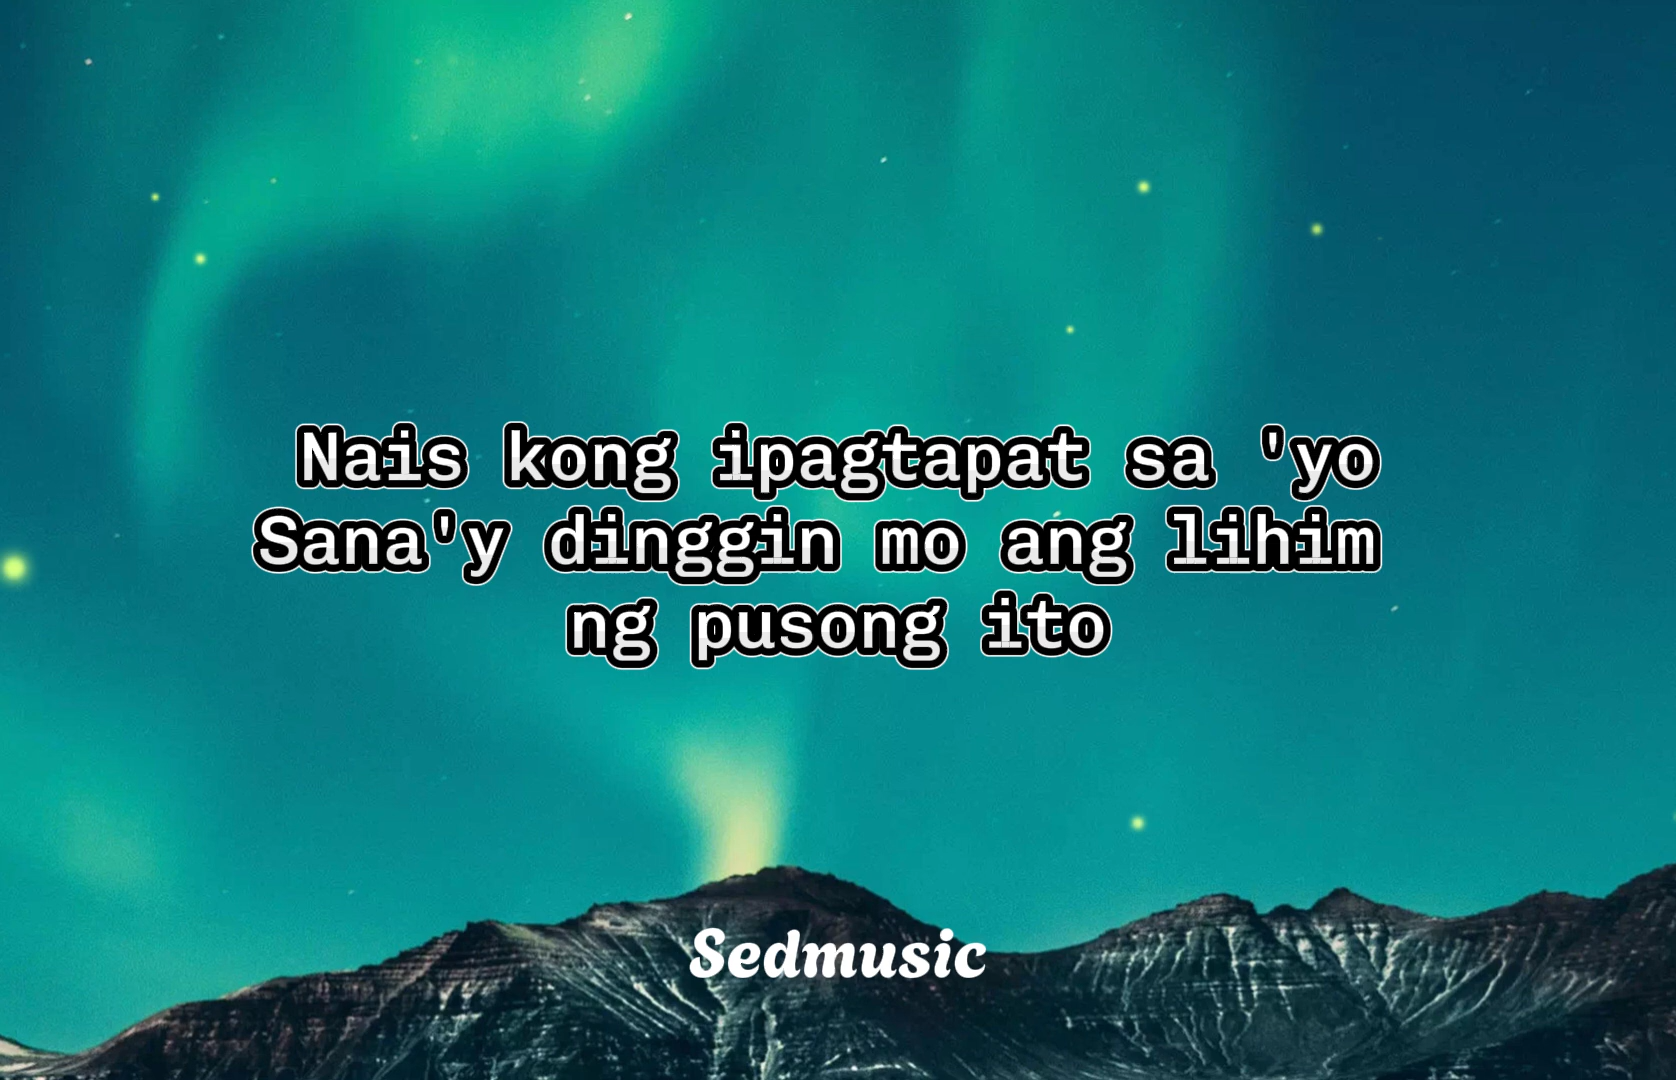 Nais kong ipagtapat sa 'yo
Sana'y dinggin mo ang lihim
ng pusong ito
Sedmusic